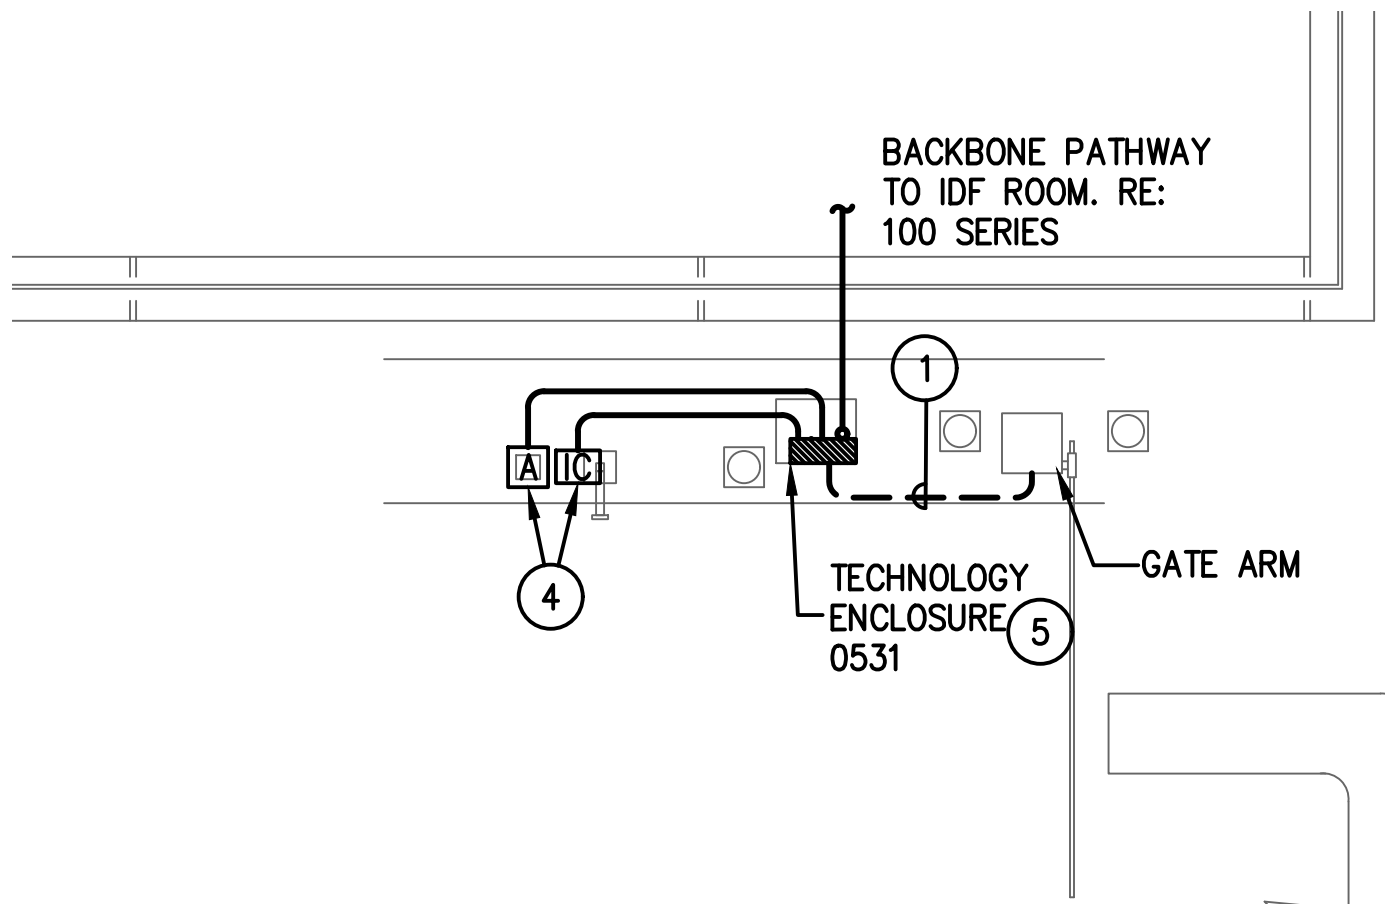 BACKBONE PATHWAY
TO IDF ROOM. RE:
100 SERIES
1
A
IC
4
TECHNOLOGY
ENCLOSURE
0531
5
GATE ARM